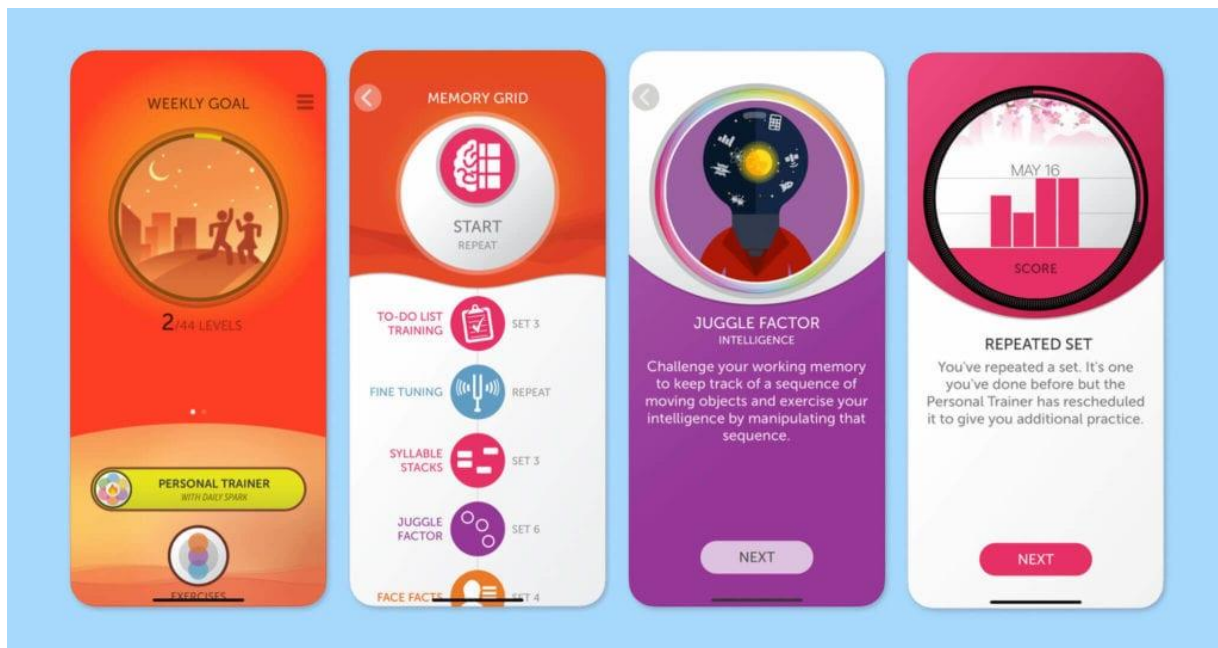 WEEKLY GOAL
2/44 LEVELS
PERSONAL TRAINER
WITH DAILY SPARK
EXERCISES
MEMORY GRID
START
REPEAT
TO-DO LIST
TRAINING
SET 3
FINE TUNING
REPEAT
SYLLABLE
STACKS
SET 3
JUGGLE
FACTOR
SET 6
FACE FACTS
SET 4
JUGGLE FACTOR
INTELLIGENCE
Challenge your working memory
to keep track of a sequence of
moving objects and exercise your
intelligence by manipulating that
sequence.
NEXT
MAY 16
SCORE
REPEATED SET
You've repeated a set. It's one
you've done before but the
Personal Trainer has rescheduled
it to give you additional practice.
NEXT